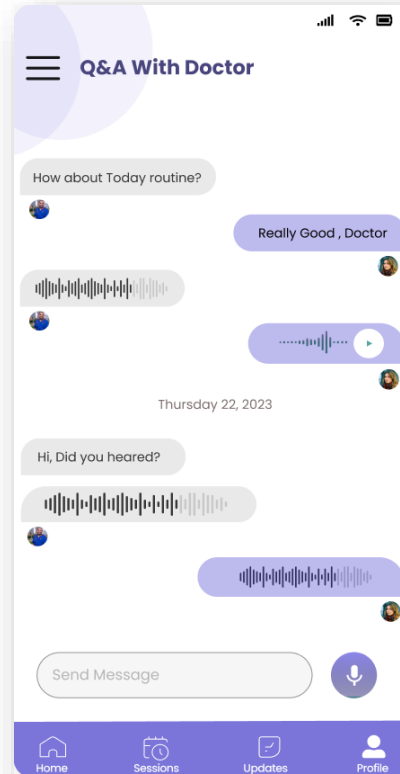 Q&A With Doctor
How about Today routine?
Really Good , Doctor
Thursday 22, 2023
Hi, Did you heared?
Send Message
Home
Sessions
Updates
Profile